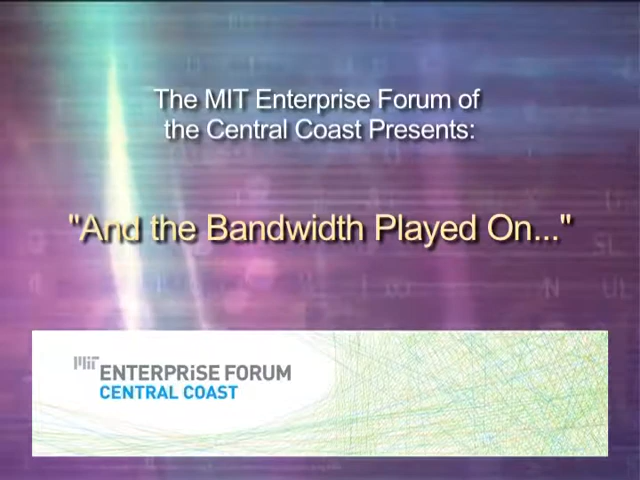 The MIT Enterprise Forum of
the Central Coast Presents:
"And the Bandwidth Played On..."
MIT ENTERPRISE FORUM
CENTRAL COAST